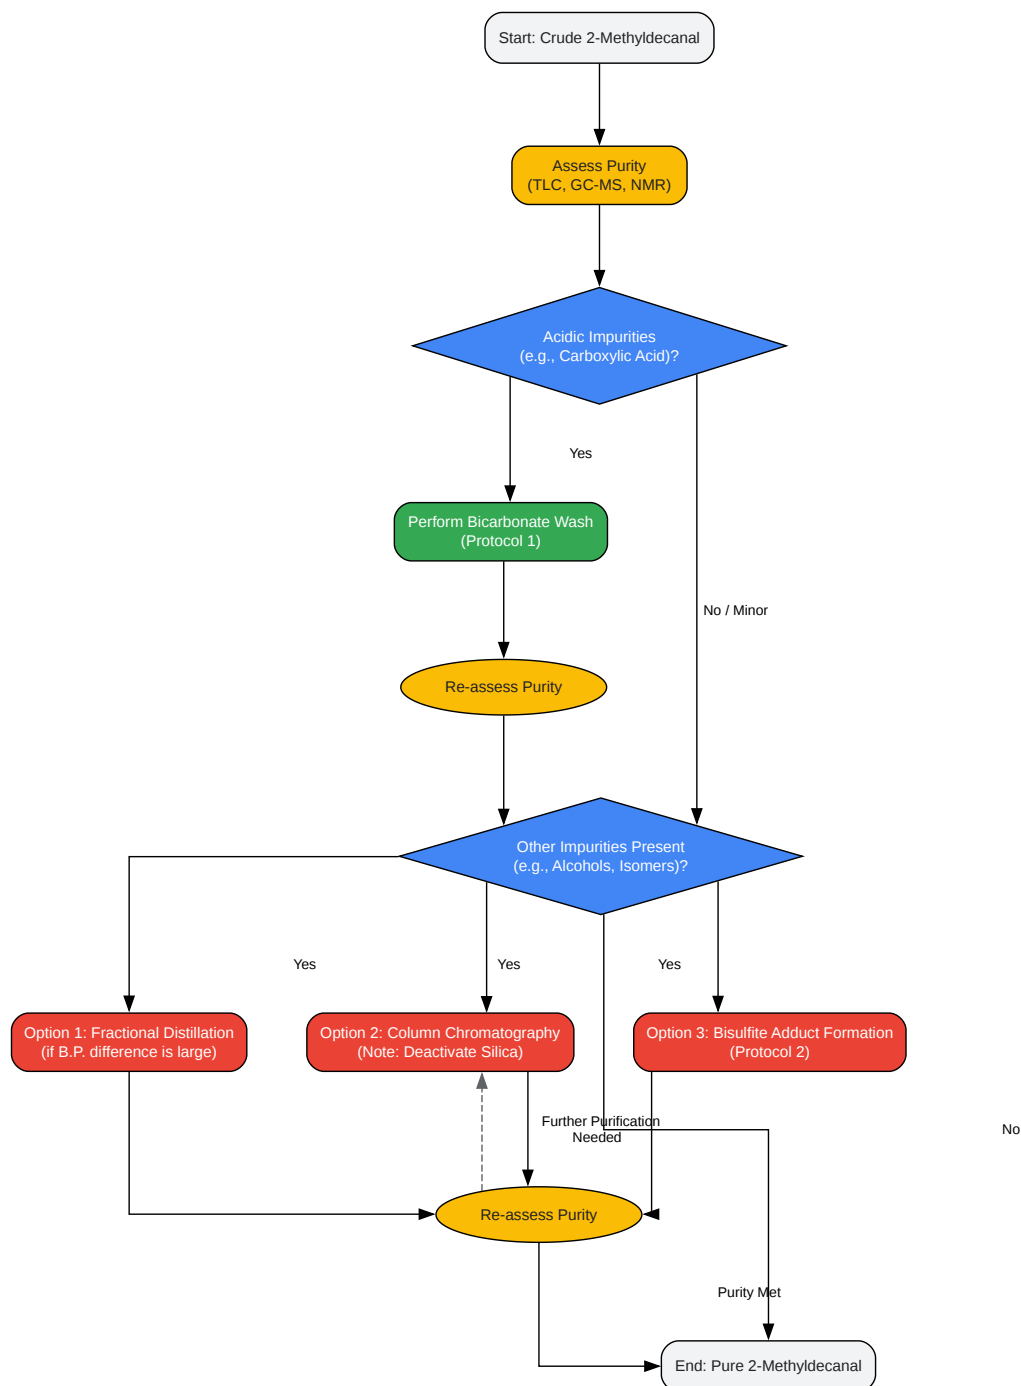 Start: Crude 2-Methyldecanal
Assess Purity
(TLC, GC-MS, NMR)
Acidic Impurities
(e.g., Carboxylic Acid)?
Yes
Perform Bicarbonate Wash
(Protocol 1)
No / Minor
Re-assess Purity
Other Impurities Present
(e.g., Alcohols, Isomers)?
Yes
Yes
Yes
Option 1: Fractional Distillation
(if B.P. difference is large)
Option 2: Column Chromatography
(Note: Deactivate Silica)
Option 3: Bisulfite Adduct Formation
(Protocol 2)
Further Purification
Needed
No
Re-assess Purity
Purity Met
End: Pure 2-Methyldecanal